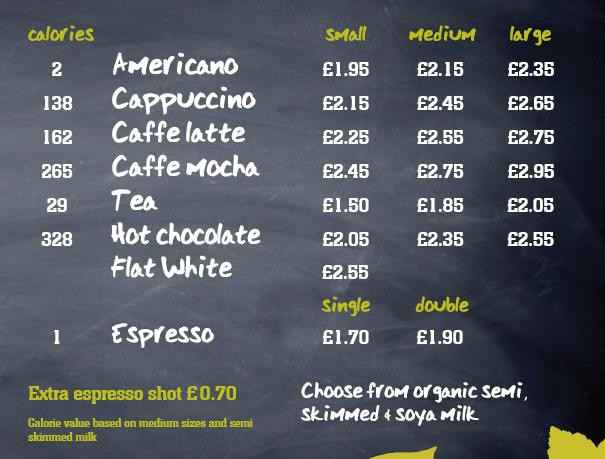 calories small medium large
2 Americano £1.95 £2.15 £2.35
138 Cappuccino £2.15 £2.45 £2.65
162 Caffe latte £2.25 £2.55 £2.75
265 Caffe Mocha £2.45 £2.75 £2.95
29 Tea £1.50 £1.85 £2.05
328 Hot chocolate £2.05 £2.35 £2.55
Flat White £2.55
single double
1 Espresso £1.70 £1.90
Extra espresso shot £0.70
Calorie value based on medium sizes and semi
skimmed milk
Choose from organic semi,
skimmed & soya milk